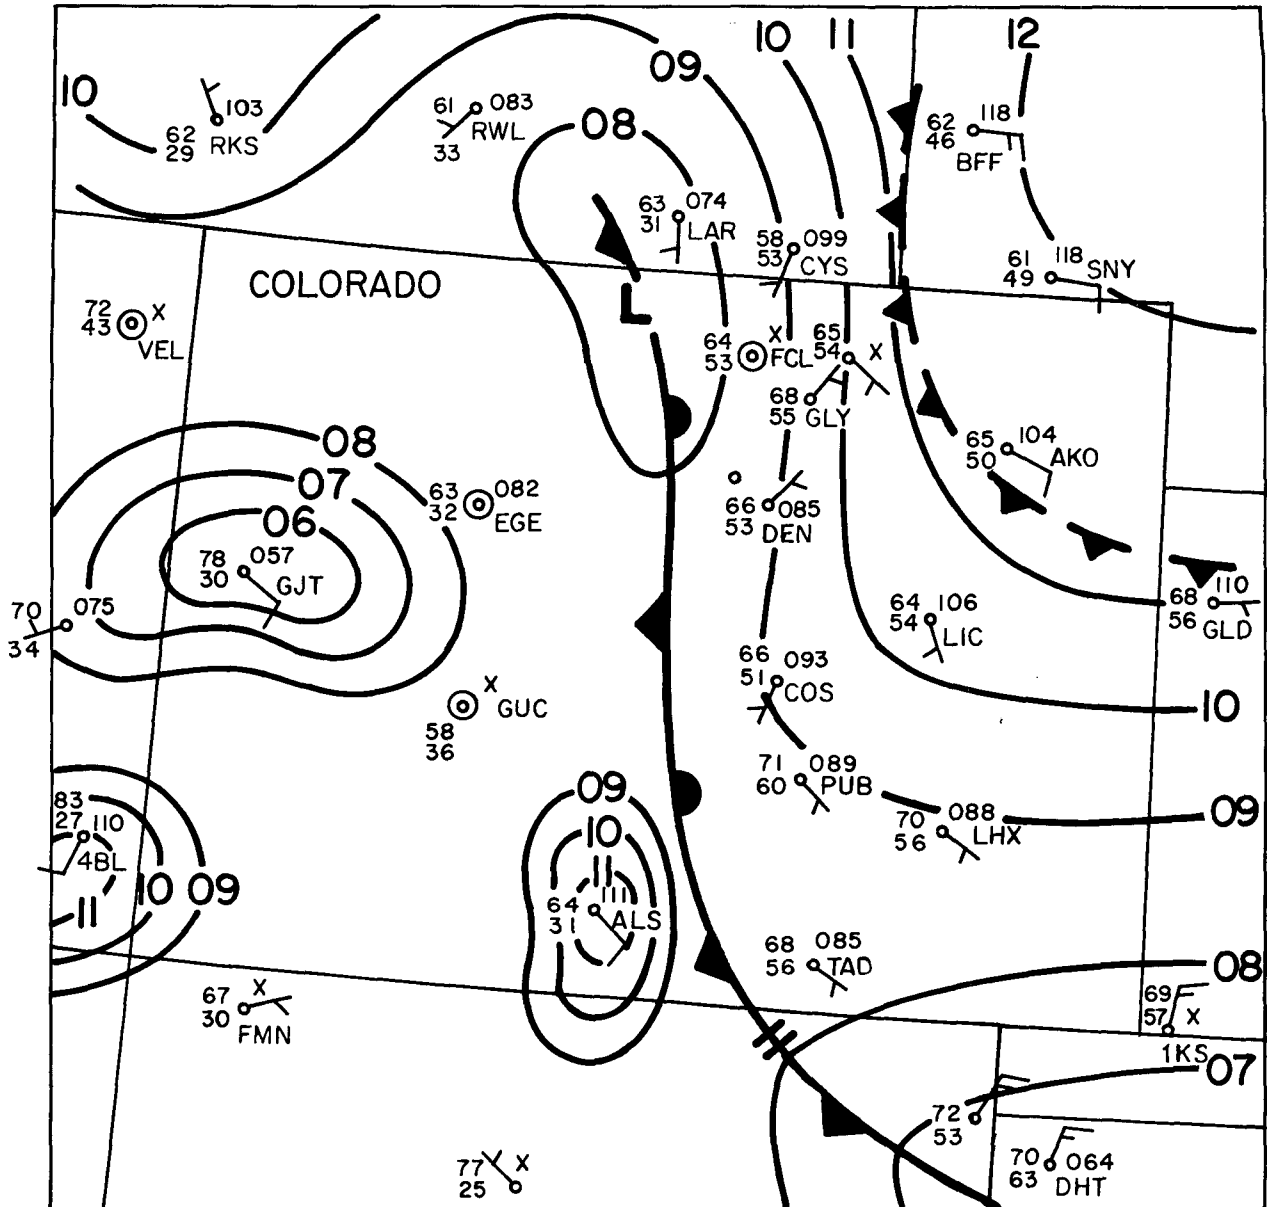 10 11 12
09
10
103
62
29 RKS
61 083
RWL
33
08
118
62
46
BFF
63 074
31 LAR
58 099
53 CYS
61 118 SNY
49
COLORADO
L
72 X
43
VEL
X
64
53 FCL
65
54 X
68
55 GLY
08
07
06
63 082
32 EGE
65 104
50 AKO
66 085
53 DEN
78 057
30 GJT
70 075
34
64 106
54 LIC
68 110
56 GLD
66 093
51 COS
X
GUC
58
36
10
71 089
60 PUB
09
088
70 LHX
56
09
10
11
83
27 110
4BL
10 09
11
64 111
31 ALS
68 085
56 TAD
08
67 X
30
FMN
69
57 X
1KS
07
72
53
70 064
63 DHT
77 X
25